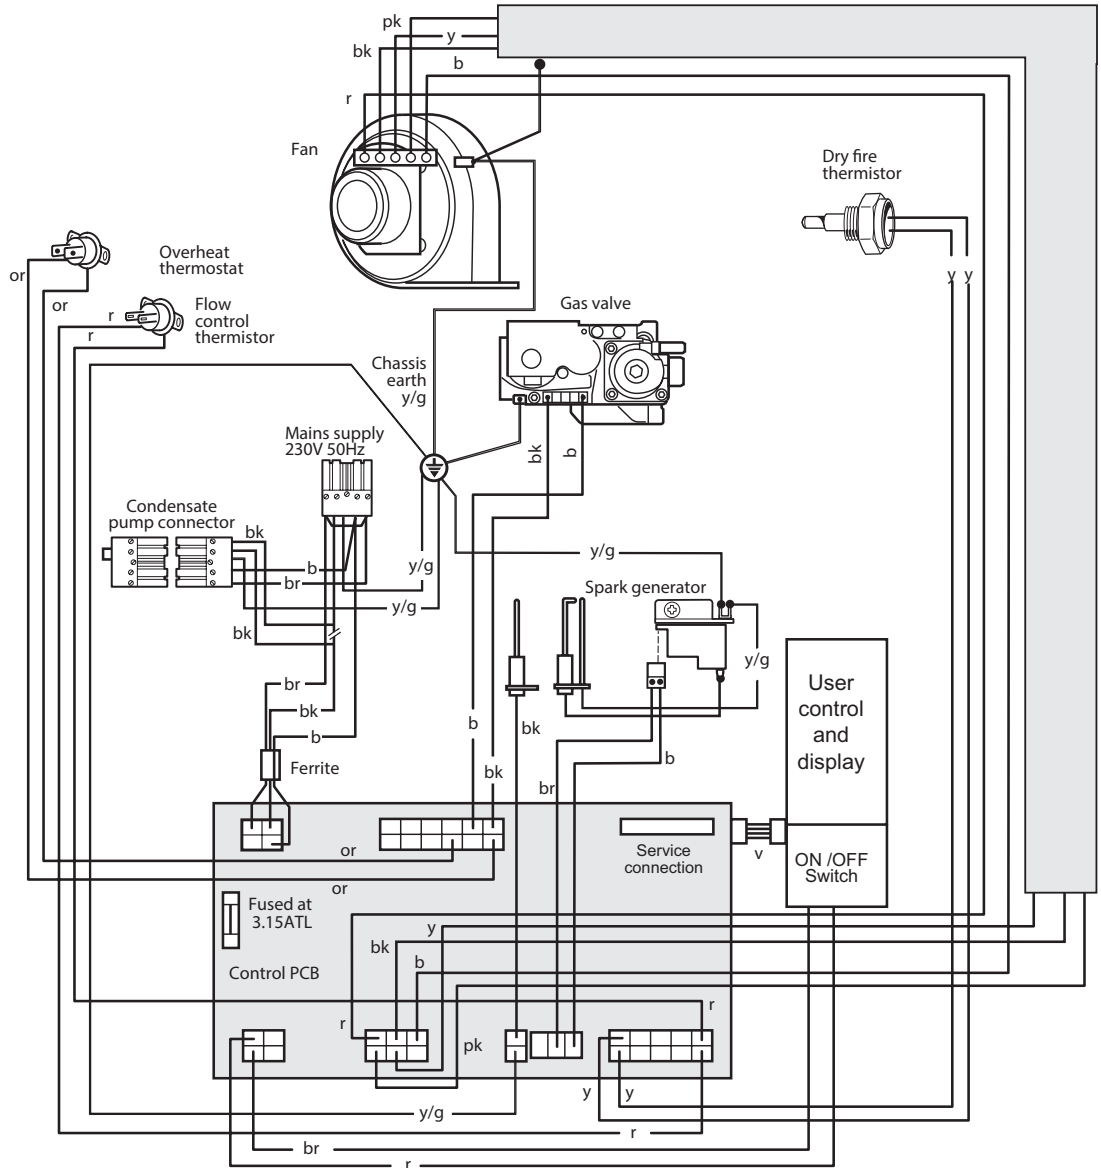 pk
y
bk
b
r
Fan
Dry fire
thermistor
Overheat
thermostat
or
or
Flow
control
thermistor
r
r
y y
Gas valve
Chassis
earth
y/g
Mains supply
230V 50Hz
bk
b
Condensate
pump connector
bk
b
br
y/g
y/g
y/g
bk
Spark generator
y/g
br
bk
b
b
bk
bk
br
b
Ferrite
User
control
and
display
ON /OFF
Switch
v
Service
connection
or
or
Fused at
3.15ATL
Control PCB
y
bk
b
r
r
pk
y
y
y/g
r
br
r